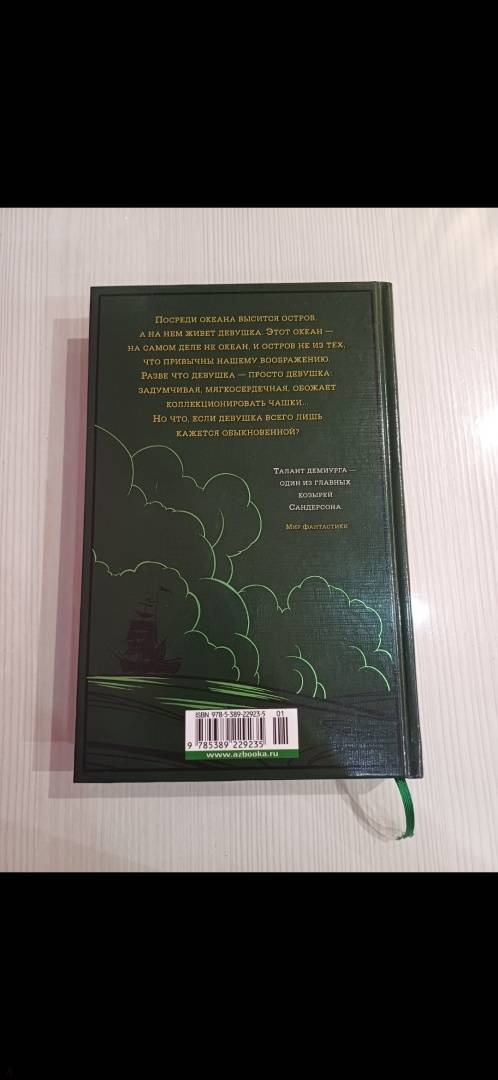 Посреди океана высится остров,
а на нем живет девушка. Этот океан —
на самом деле не океан, и остров не из тех,
что привычны нашему воображению.
Разве что девушка — просто девушка:
задумчивая, мягкосердечная, обожает
коллекционировать чашки...
Но что, если девушка всего лишь
кажется обыкновенной?
Талант демиурга —
один из главных
козырей
Сандерсона.
Мир фантастики
ISBN 978-5-389-22923-5
01
9 785389 229235
www.azbooka.ru